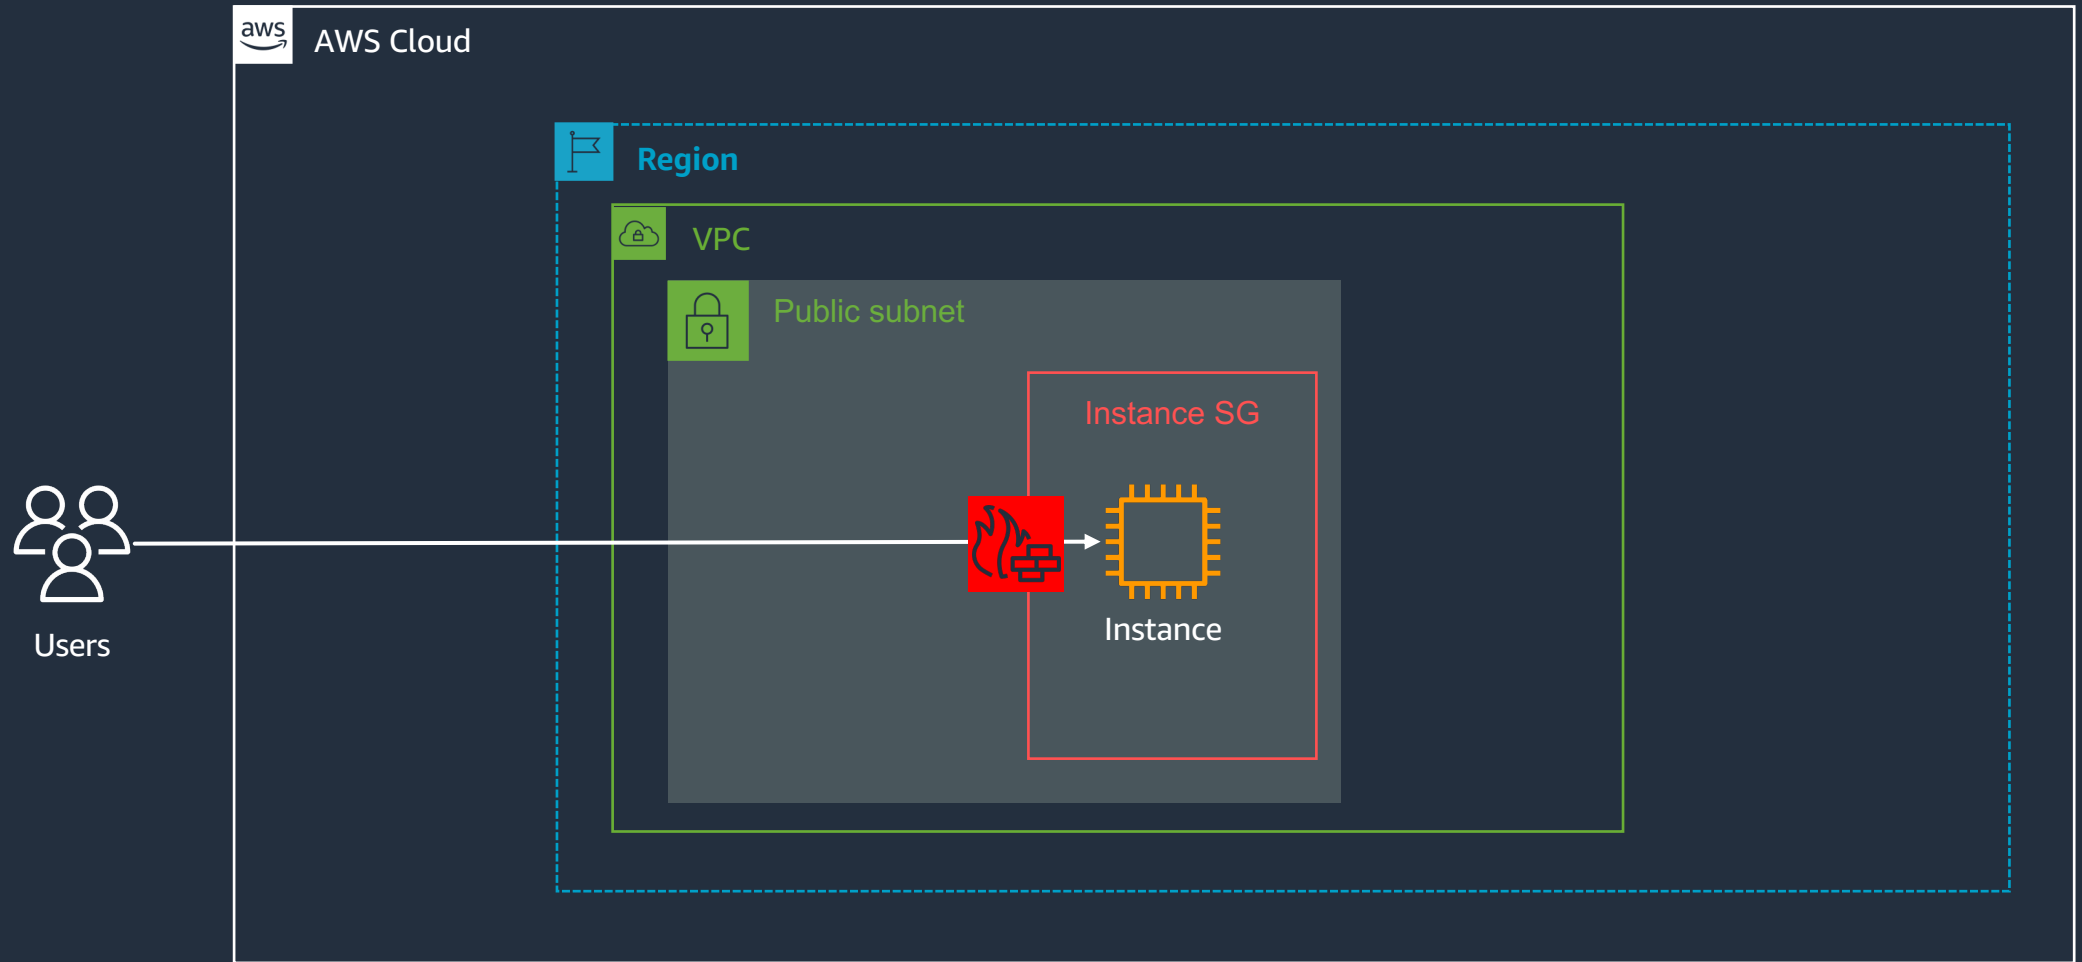 aws
AWS Cloud
Region
VPC
Public subnet
Instance SG
Instance
Users